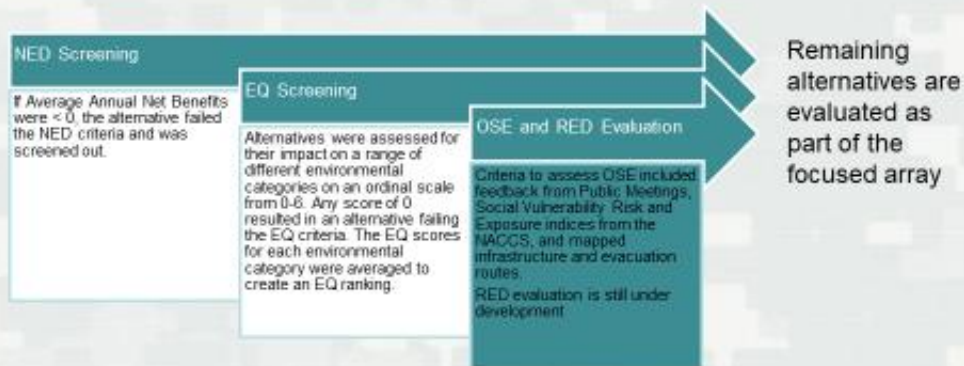 NED Screening
If Average Annual Net Benefits
were < 0, the alternative failed
the NED criteria and was
screened out.
EQ Screening
Alternatives were assessed for
their impact on a range of
different environmental
categories on an ordinal scale
from 0-6. Any score of 0
resulted in an alternative failing
the EQ criteria. The EQ scores
for each environmental
category were averaged to
create an EQ ranking.
OSE and RED Evaluation
Criteria to assess OSE included
feedback from Public Meetings,
Social Vulnerability Risk and
Exposure indices from the
NACCS, and mapped
infrastructure and evacuation
routes.
RED evaluation is still under
development
Remaining
alternatives are
evaluated as
part of the
focused array